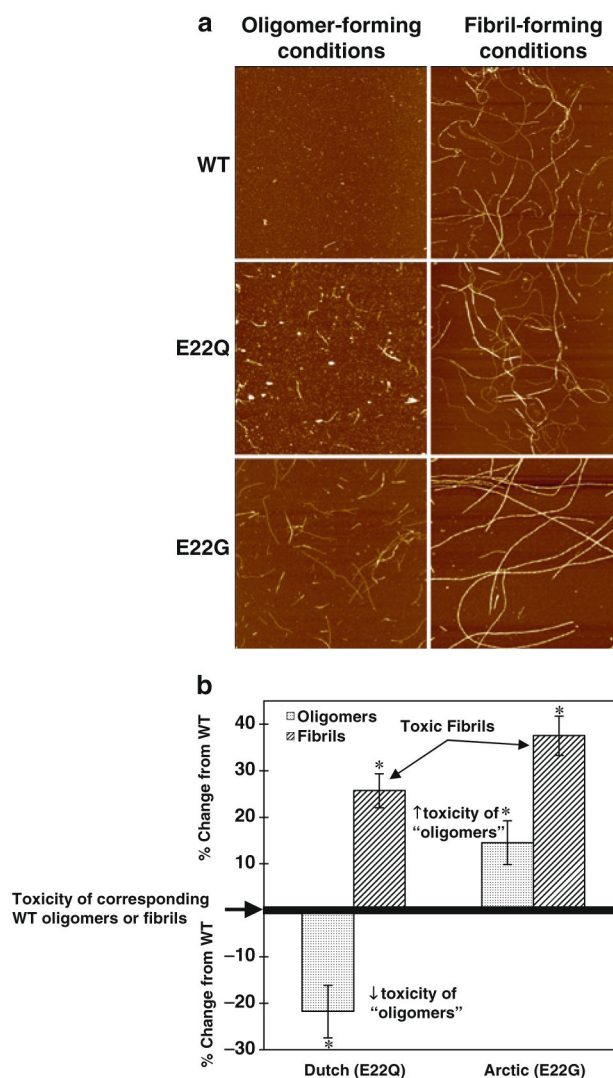 a
Oligomer-forming conditions
Fibril-forming conditions
WT
E22Q
E22G
b
% Change from WT
40
30
20
10
Oligomers
Fibrils
*
Toxic Fibrils
*
↑toxicity of *
“oligomers”
Toxicity of corresponding
WT oligomers or fibrils
% Change from WT
–10
–20
–30
↓toxicity of
“oligomers”
*
Dutch (E22Q)
Arctic (E22G)